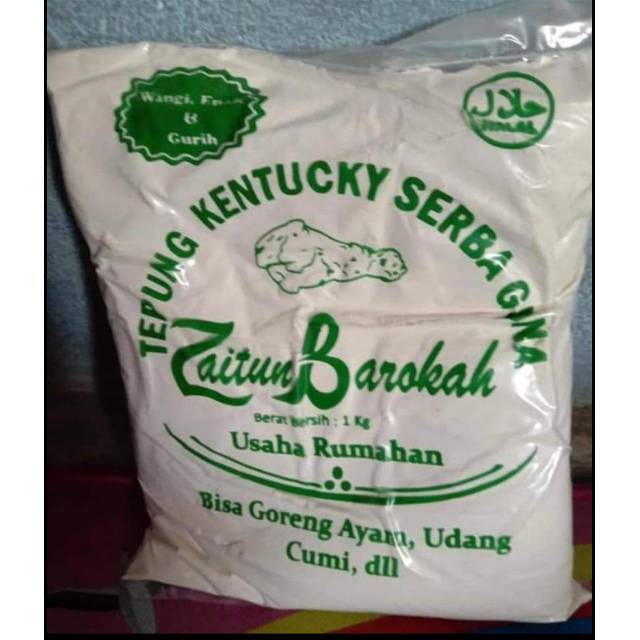 Wangi, Enak
&
Gurih
حلال
HALAL
TEPUNG KENTUCKY SERBA GUNA
Zaitun Barokah
Berat Bersih : 1 Kg
Usaha Rumahan
Bisa Goreng Ayam, Udang
Cumi, dll